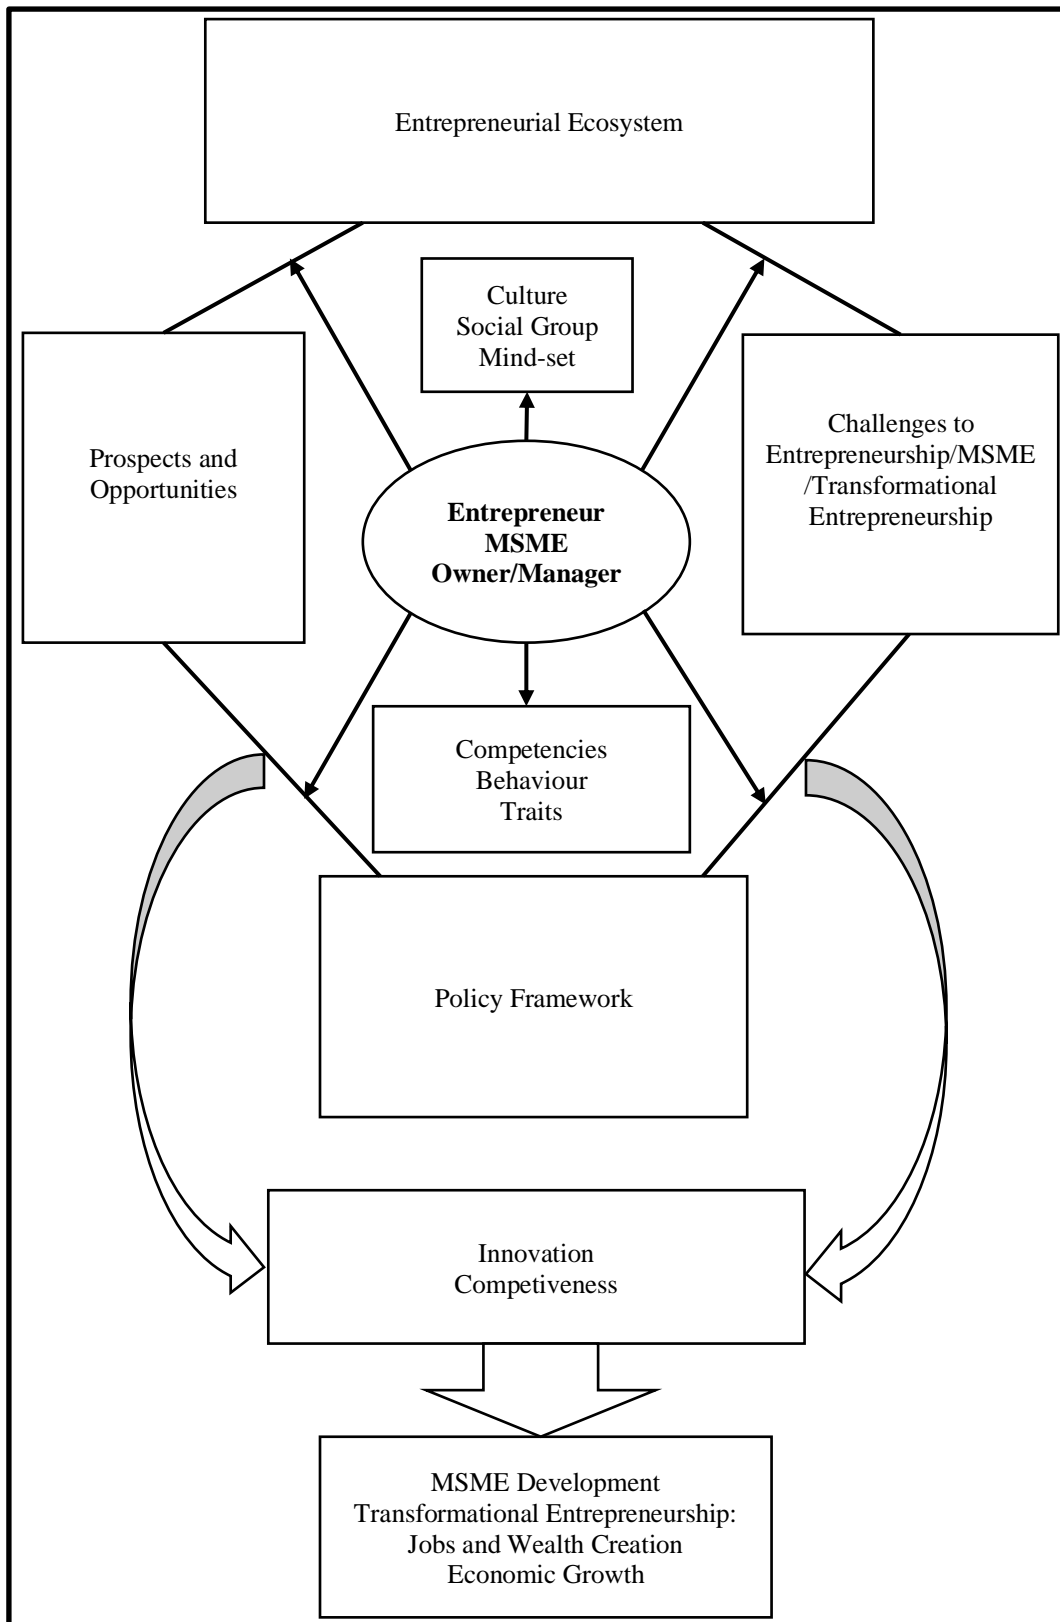 Entrepreneurial Ecosystem
Culture
Social Group
Mind-set
Prospects and
Opportunities
Entrepreneur
MSME
Owner/Manager
Challenges to
Entrepreneurship/MSME
/Transformational
Entrepreneurship
Competencies
Behaviour
Traits
Policy Framework
Innovation
Competiveness
MSME Development
Transformational Entrepreneurship:
Jobs and Wealth Creation
Economic Growth